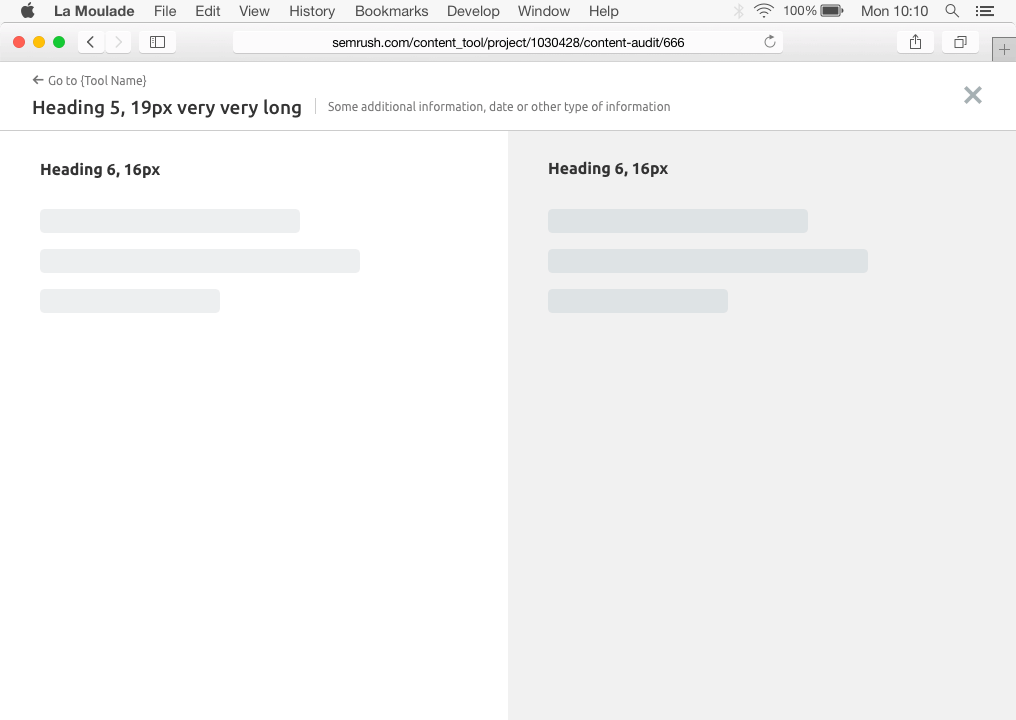 La Moulade File Edit View History Bookmarks Develop Window Help 100% Mon 10:10
semrush.com/content_tool/project/1030428/content-audit/666
Go to {Tool Name}
Heading 5, 19px very very long
Some additional information, date or other type of information
Heading 6, 16px
Heading 6, 16px